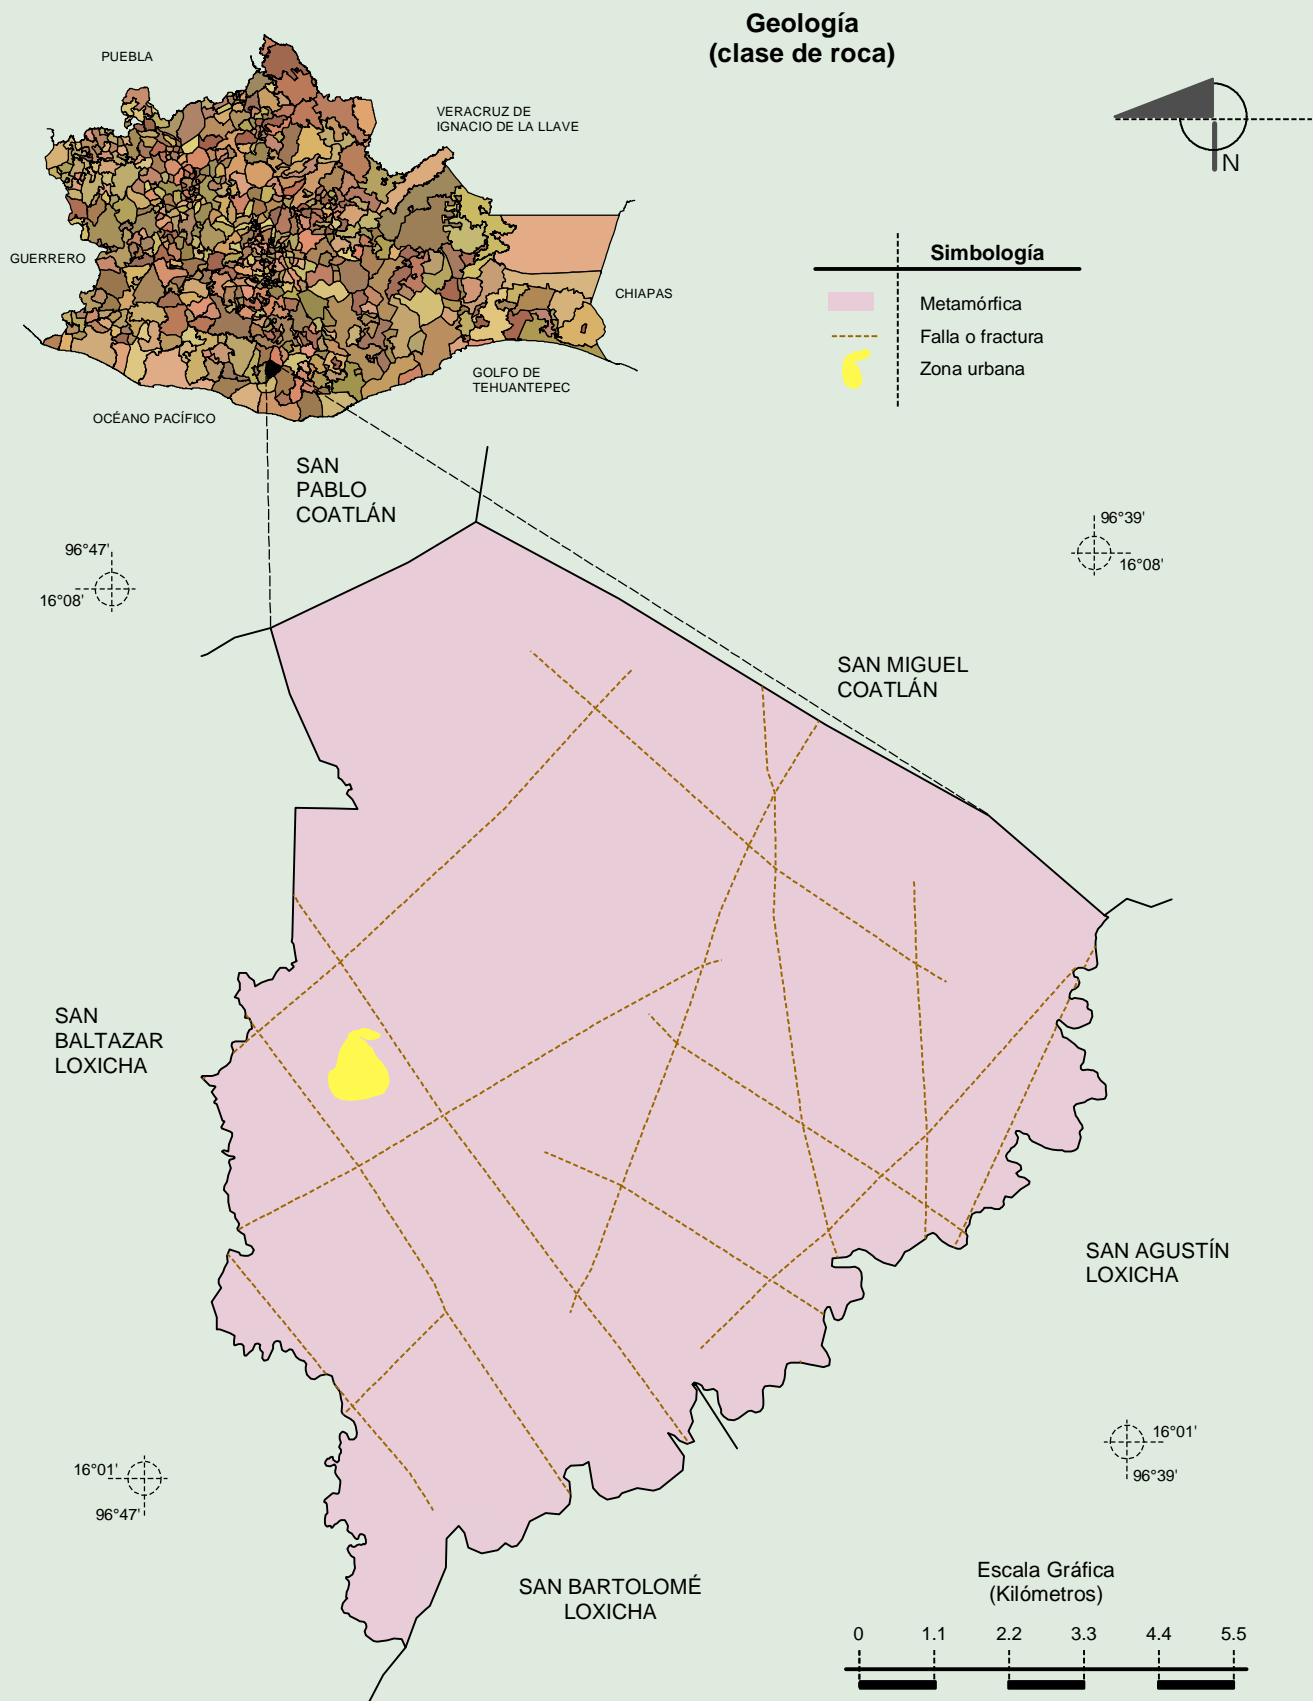 Geología
(clase de roca)
PUEBLA
VERACRUZ DE
IGNACIO DE LA LLAVE
N
GUERRERO
CHIAPAS
GOLFO DE
TEHUANTEPEC
OCÉANO PACÍFICO
Simbología
Metamórfica
Falla o fractura
Zona urbana
SAN
PABLO
COATLÁN
96°47'
16°08'
96°39'
16°08'
SAN MIGUEL
COATLÁN
SAN
BALTAZAR
LOXICHA
SAN AGUSTÍN
LOXICHA
16°01'
96°47'
16°01'
96°39'
SAN BARTOLOMÉ
LOXICHA
Escala Gráfica
(Kilómetros)
0 1.1 2.2 3.3 4.4 5.5